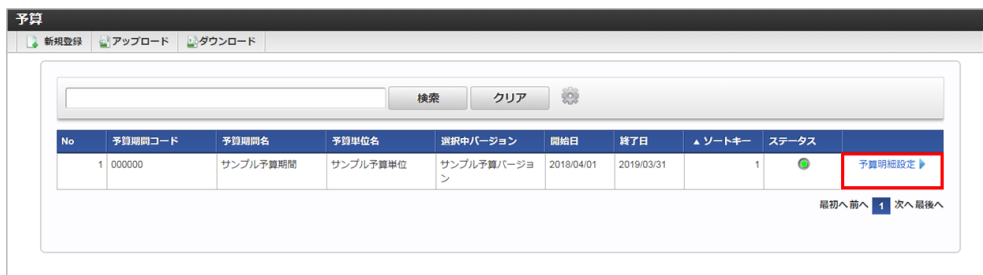 予算
新規登録 アップロード ダウンロード
検索 クリア
No 予算期間コード 予算期間名 予算単位名 選択中バージョン 開始日 終了日 ▲ ソートキー ステータス
1 000000 サンプル予算期間 サンプル予算単位 サンプル予算バージョ 2018/04/01 2019/03/31 1 予算明細設定
ン
最初へ 前へ 1 次へ 最後へ